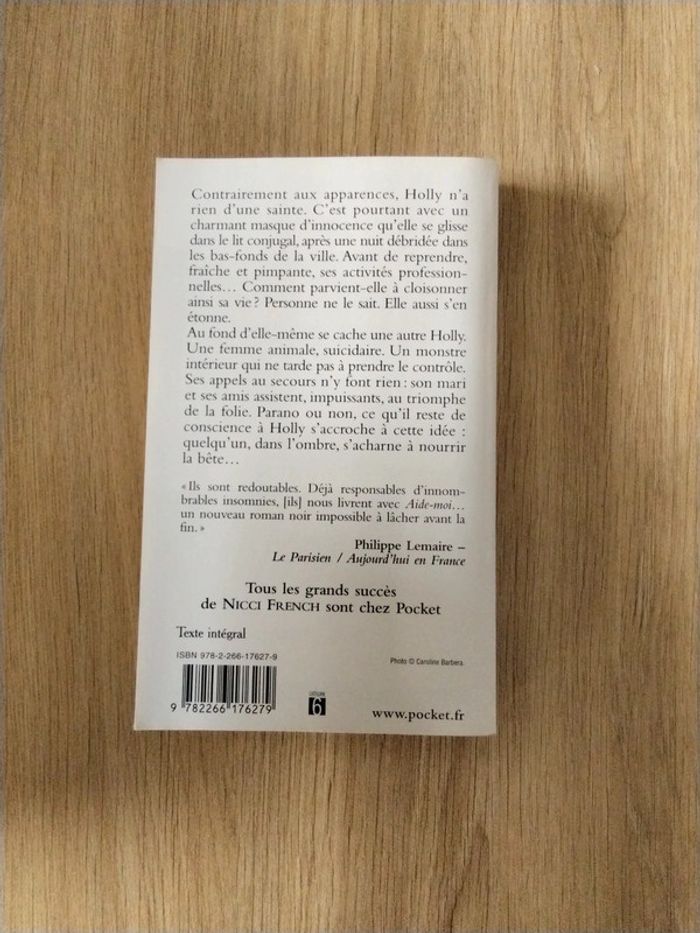 Contrairement aux apparences, Holly n'a
rien d'une sainte. C'est pourtant avec un
charmant masque d'innocence qu'elle se glisse
dans le lit conjugal, après une nuit débridée dans
les bas-fonds de la ville. Avant de reprendre,
fraîche et pimpante, ses activités profession-
nelles… Comment parvient-elle à cloisonner
ainsi sa vie ? Personne ne le sait. Elle aussi s'en
étonne.
Au fond d'elle-même se cache une autre Holly.
Une femme animale, suicidaire. Un monstre
intérieur qui ne tarde pas à prendre le contrôle.
Ses appels au secours n'y font rien : son mari
et ses amis assistent, impuissants, au triomphe
de la folie. Parano ou non, ce qu'il reste de
conscience à Holly s'accroche à cette idée :
quelqu'un, dans l'ombre, s'acharne à nourrir
la bête…
« Ils sont redoutables. Déjà responsables d'innom-
brables insomnies, [ils] nous livrent avec Aide-moi…
un nouveau roman noir impossible à lâcher avant la
fin. »
Philippe Lemaire –
Le Parisien / Aujourd'hui en France
Tous les grands succès
de NICCI FRENCH sont chez Pocket
Texte intégral
ISBN 978-2-266-17627-9
Photo © Caroline Barbera.
9 782266 176279
6
www.pocket.fr